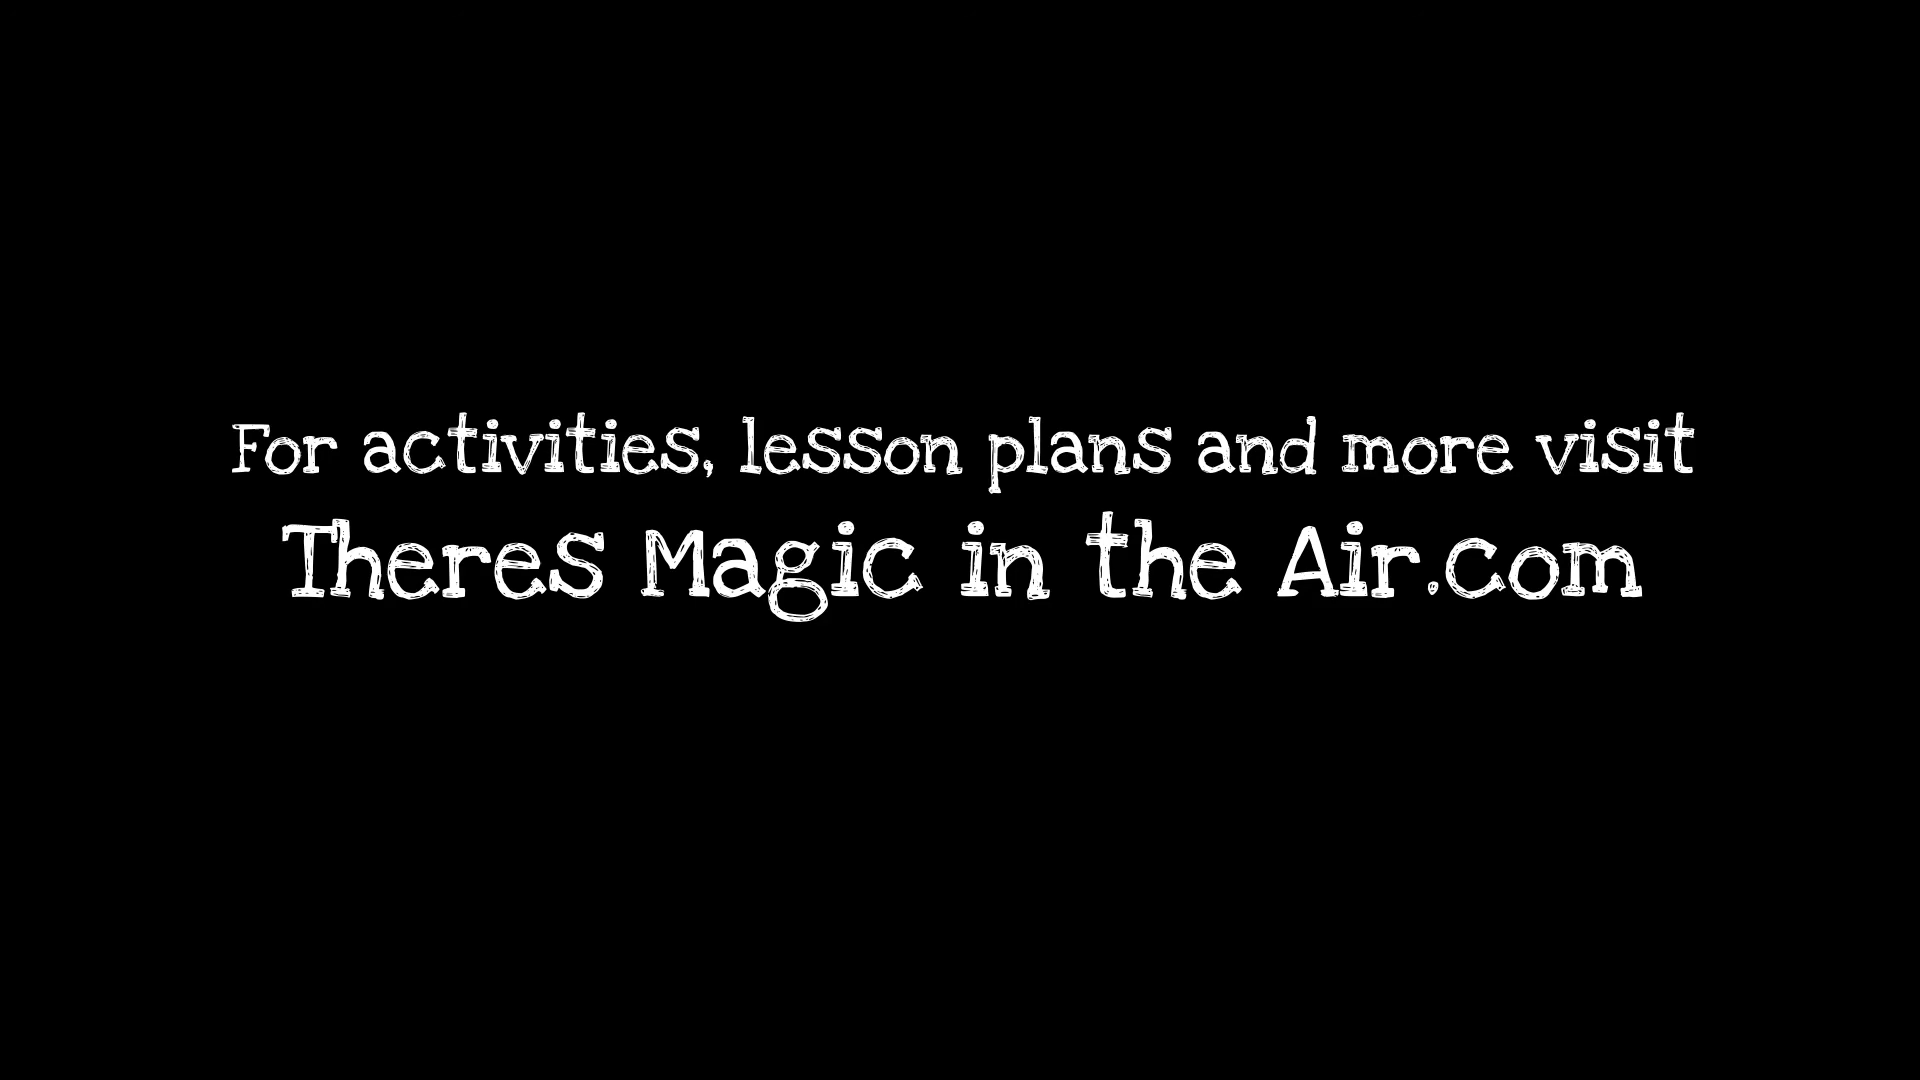 For activities, lesson plans and more visit
Theres Magic in the Air.com